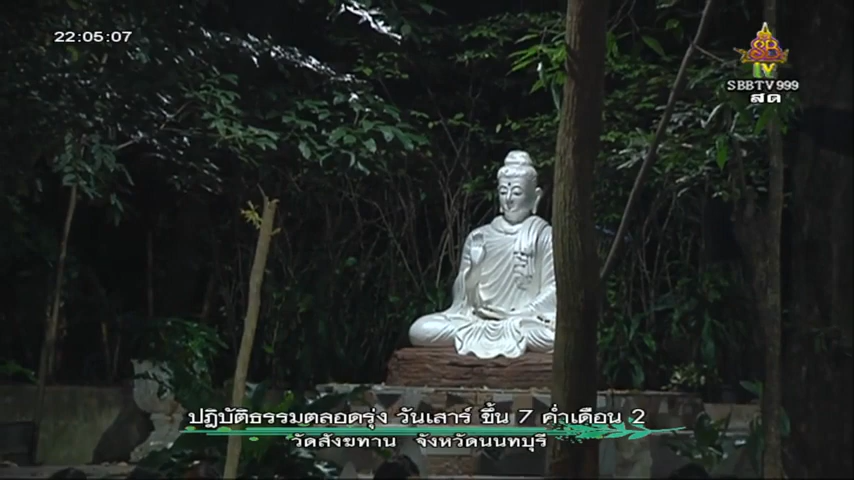 22:05:07
SBBTV999
สด
ปฏิบัติธรรมตลอดรุ่ง วันเสาร์ ขึ้น 7 ค่ำเดือน 2
วัดสังฆทาน จังหวัดนนทบุรี